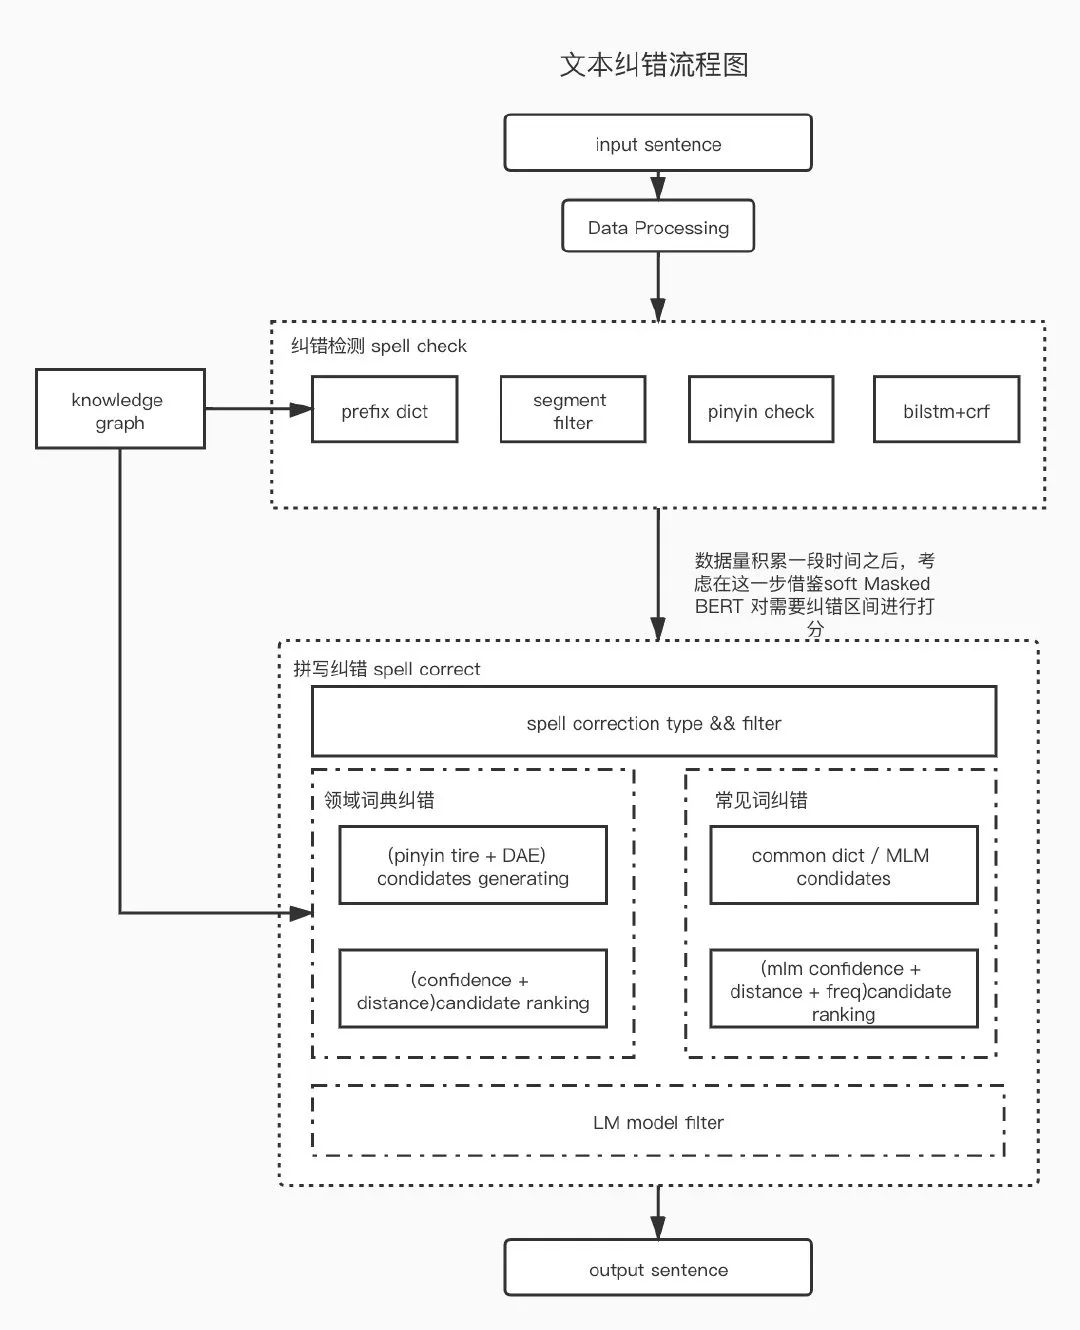 文本纠错流程图
input sentence
Data Processing
纠错检测 spell check
knowledge
graph
prefix dict
segment
filter
pinyin check
bilstm+crf
数据量积累一段时间之后，考
虑在这一步借鉴soft Masked
BERT 对需要纠错区间进行打
分
拼写纠错 spell correct
spell correction type && filter
领域词典纠错
(pinyin tire + DAE)
condidates generating
(confidence +
distance)candidate ranking
常见词纠错
common dict / MLM
condidates
(mlm confidence +
distance + freq)candidate
ranking
LM model filter
output sentence